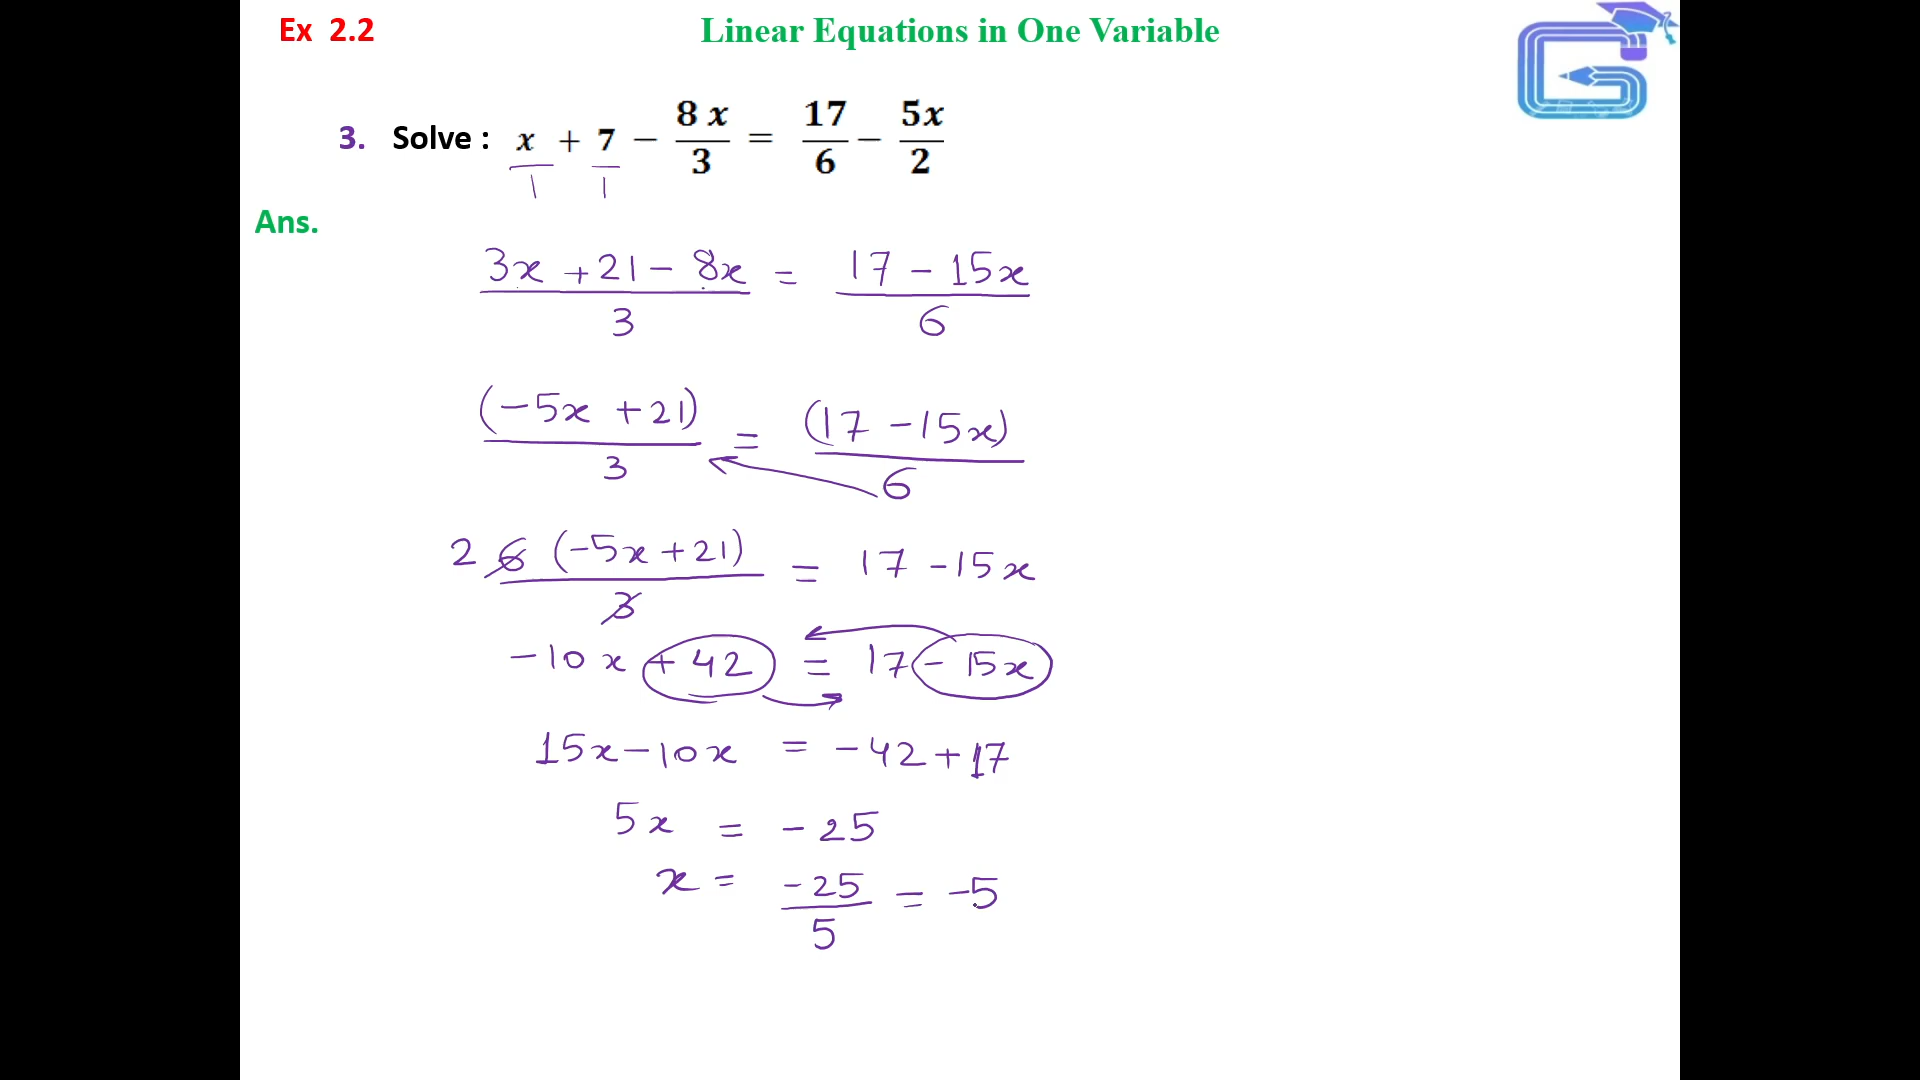 Ex 2.2
Linear Equations in One Variable
3. Solve : x/1 + 7/1 − 8x/3 = 17/6 − 5x/2
Ans.
(3x + 21 − 8x)/3 = (17 − 15x)/6
(−5x + 21)/3 = (17 − 15x)/6
2 6(−5x + 21)/3 = 17 − 15x
−10x + 42 = 17 − 15x
15x − 10x = −42 + 17
5x = −25
x = −25/5 = −5